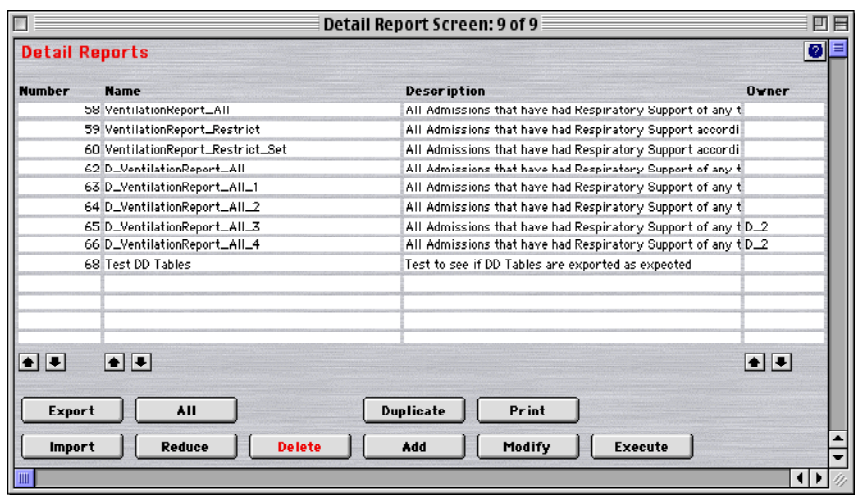 Detail Report Screen: 9 of 9
Detail Reports
?
Number Name Description Owner
58 VentilationReport_All All Admissions that have had Respiratory Support of any t
59 VentilationReport_Restrict All Admissions that have had Respiratory Support accordi
60 VentilationReport_Restrict_Set All Admissions that have had Respiratory Support accordi
62 D_VentilationReport_All All Admissions that have had Respiratory Support of any t
63 D_VentilationReport_All_1 All Admissions that have had Respiratory Support of any t
64 D_VentilationReport_All_2 All Admissions that have had Respiratory Support of any t
65 D_VentilationReport_All_3 All Admissions that have had Respiratory Support of any t D_2
66 D_VentilationReport_All_4 All Admissions that have had Respiratory Support of any t D_2
68 Test DD Tables Test to see if DD Tables are exported as expected
Export All Duplicate Print
Import Reduce Delete Add Modify Execute